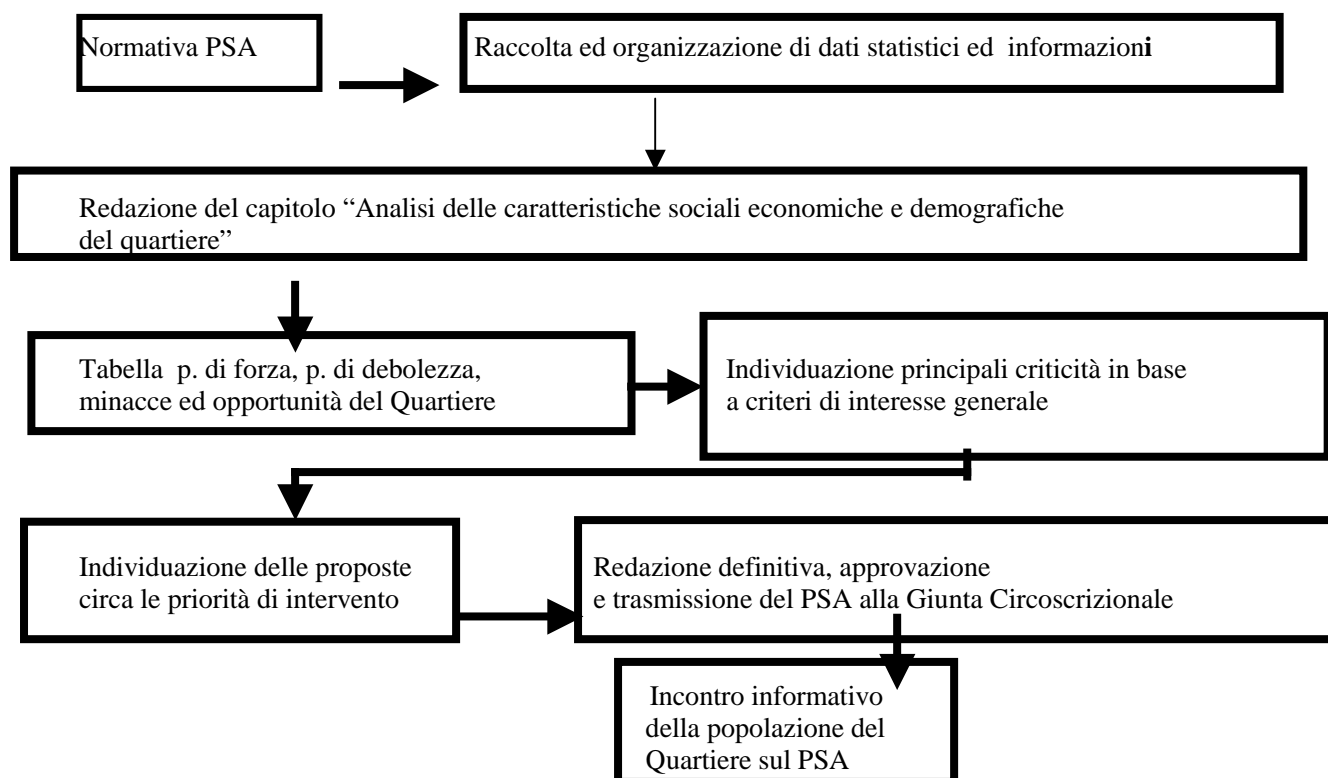 Normativa PSA
Raccolta ed organizzazione di dati statistici ed informazioni
Redazione del capitolo “Analisi delle caratteristiche sociali economiche e demografiche
del quartiere”
Tabella p. di forza, p. di debolezza,
minacce ed opportunità del Quartiere
Individuazione principali criticità in base
a criteri di interesse generale
Individuazione delle proposte
circa le priorità di intervento
Redazione definitiva, approvazione
e trasmissione del PSA alla Giunta Circoscrizionale
Incontro informativo
della popolazione del
Quartiere sul PSA